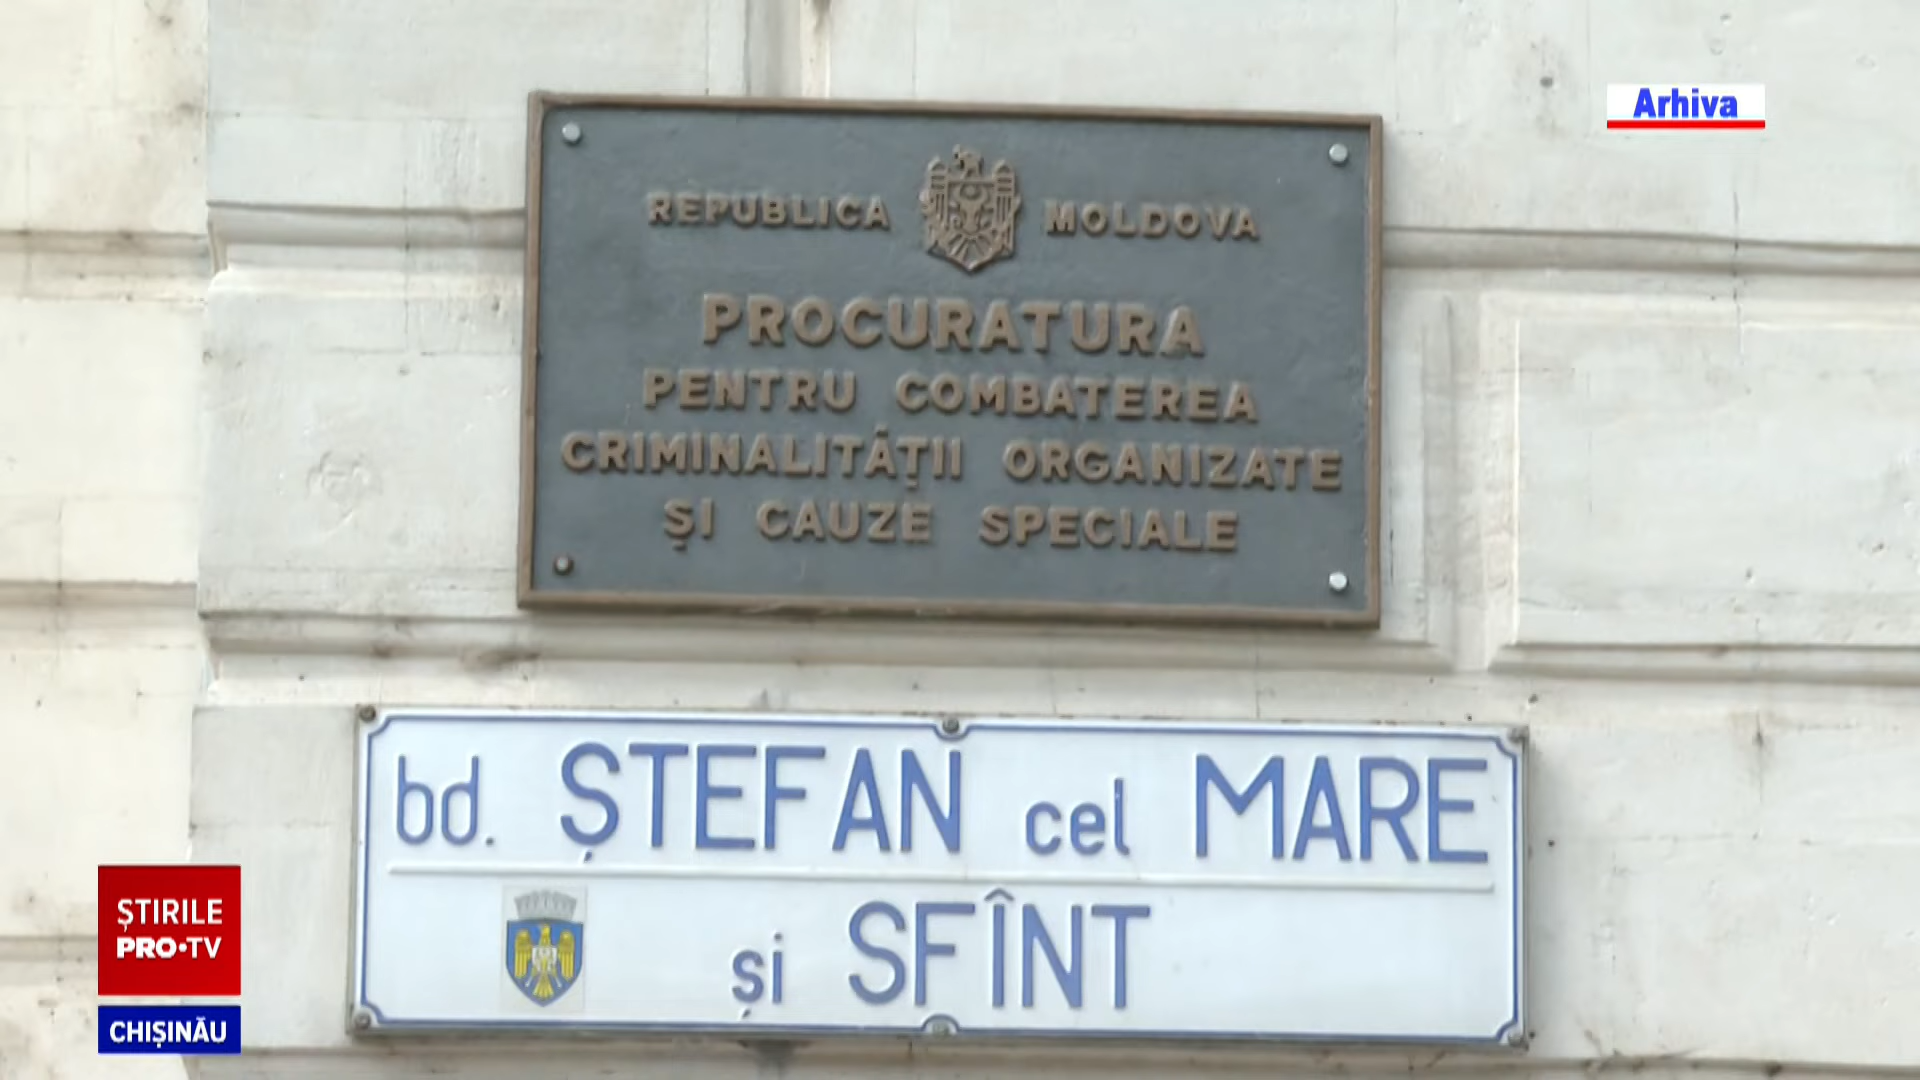 Arhiva
REPUBLICA MOLDOVA
PROCURATURA
PENTRU COMBATEREA
CRIMINALITĂȚII ORGANIZATE
ȘI CAUZE SPECIALE
bd. ȘTEFAN cel MARE
și SFÎNT
ȘTIRILE
PRO•TV
CHIȘINĂU